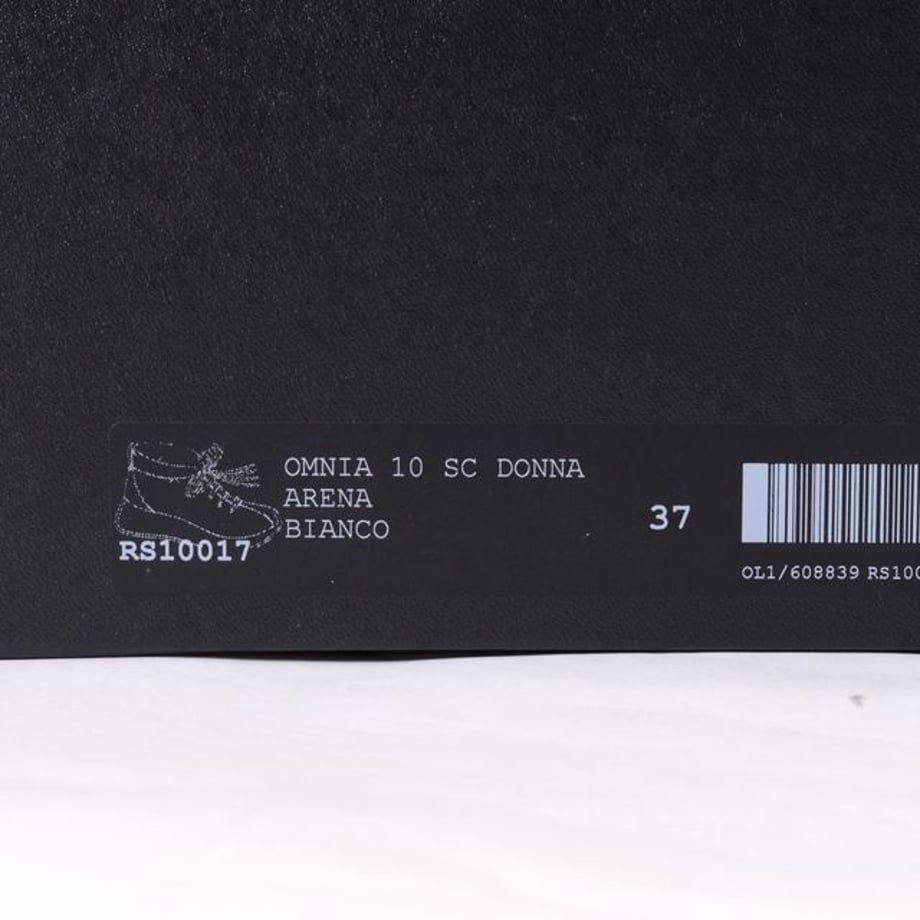 OMNIA 10 SC DONNA
ARENA
BIANCO
RS10017
37
OL1/608839 RS100